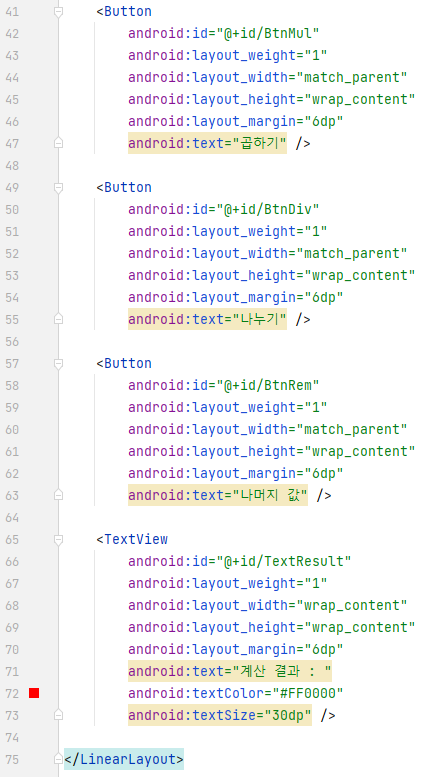 41 <Button
42 android:id="@+id/BtnMul"
43 android:layout_weight="1"
44 android:layout_width="match_parent"
45 android:layout_height="wrap_content"
46 android:layout_margin="6dp"
47 android:text="곱하기" />
48
49 <Button
50 android:id="@+id/BtnDiv"
51 android:layout_weight="1"
52 android:layout_width="match_parent"
53 android:layout_height="wrap_content"
54 android:layout_margin="6dp"
55 android:text="나누기" />
56
57 <Button
58 android:id="@+id/BtnRem"
59 android:layout_weight="1"
60 android:layout_width="match_parent"
61 android:layout_height="wrap_content"
62 android:layout_margin="6dp"
63 android:text="나머지 값" />
64
65 <TextView
66 android:id="@+id/TextResult"
67 android:layout_weight="1"
68 android:layout_width="wrap_content"
69 android:layout_height="wrap_content"
70 android:layout_margin="6dp"
71 android:text="계산 결과 : "
72 android:textColor="#FF0000"
73 android:textSize="30dp" />
74
75 </LinearLayout>